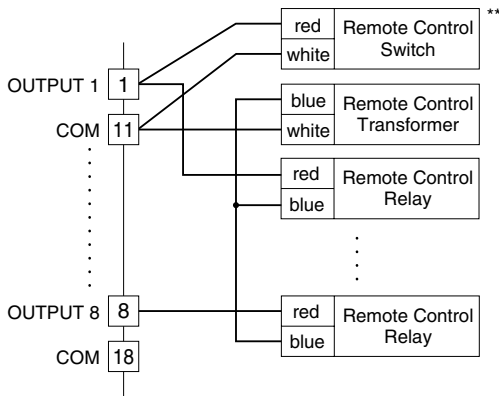 **
red
white
Remote Control
Switch
OUTPUT 1
1
COM
11
blue
white
Remote Control
Transformer
red
blue
Remote Control
Relay
OUTPUT 8
8
COM
18
red
blue
Remote Control
Relay